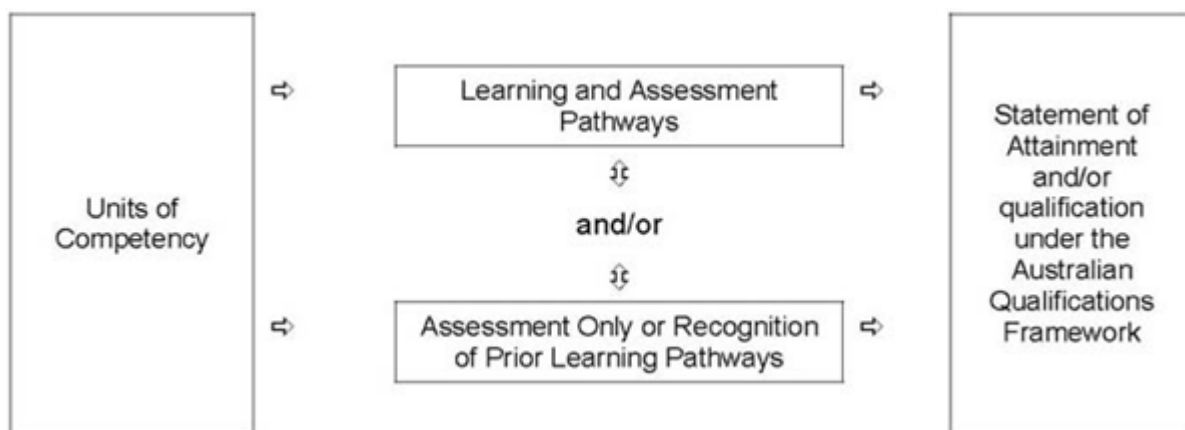 Units of
Competency
Learning and Assessment
Pathways
and/or
Assessment Only or Recognition
of Prior Learning Pathways
Statement of
Attainment
and/or
qualification
under the
Australian
Qualifications
Framework